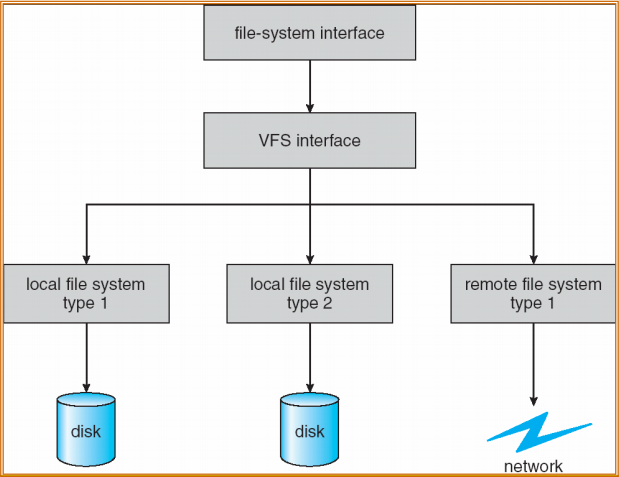 file-system interface
VFS interface
local file system
type 1
local file system
type 2
remote file system
type 1
disk
disk
network